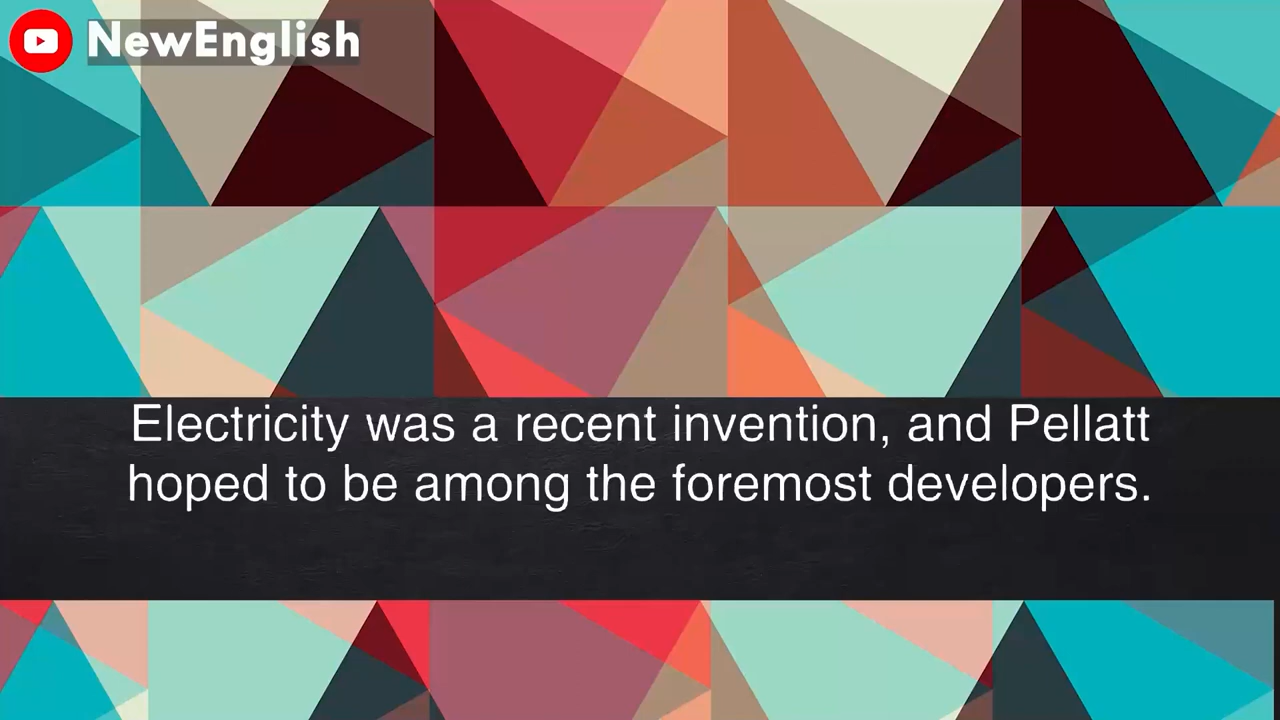 NewEnglish
Electricity was a recent invention, and Pellatt
hoped to be among the foremost developers.